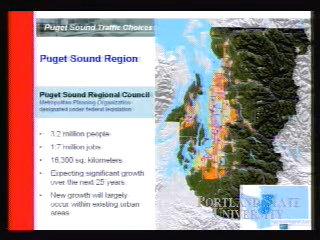 Puget Sound Traffic Choices
Puget Sound Region
Puget Sound Regional Council
Metropolitan Planning Organization
designated under federal legislation
• 3.2 million people
• 1.7 million jobs
• 16,300 sq. kilometers
• Expecting significant growth
over the next 25 years
• New growth will largely
occur within existing urban
areas
PORTLAND STATE
UNIVERSITY